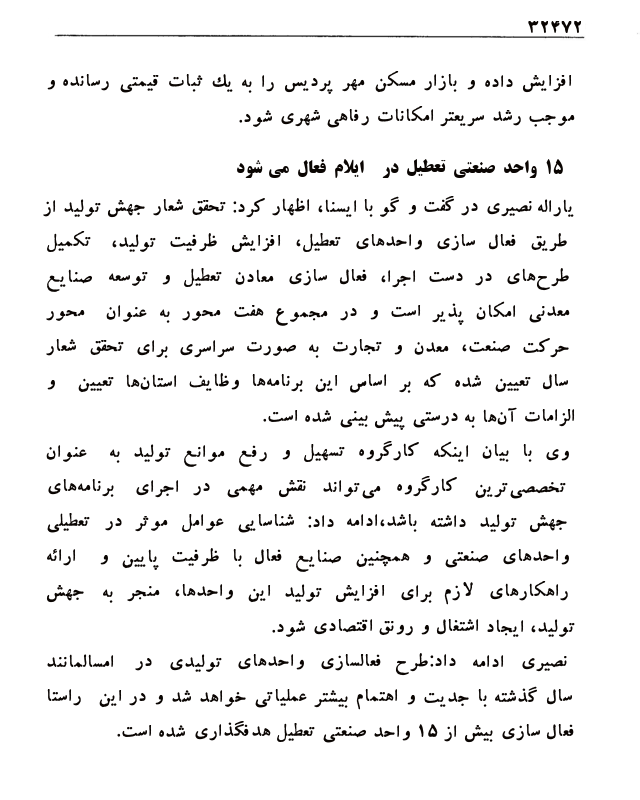 ۳۲۴۷۲
افزایش داده و بازار مسکن مهر پردیس را به یك ثبات قیمتی رسانده و
موجب رشد سریعتر امکانات رفاهی شهری شود.
۱۵ واحد صنعتی تعطیل در ایلام فعال می شود
یاراله نصیری در گفت و گو با ایسنا، اظهار کرد: تحقق شعار جهش تولید از
طریق فعال سازی واحدهای تعطیل، افزایش ظرفیت تولید، تکمیل
طرح‌های در دست اجرا، فعال سازی معادن تعطیل و توسعه صنایع
معدنی امکان پذیر است و در مجموع هفت محور به عنوان محور
حرکت صنعت، معدن و تجارت به صورت سراسری برای تحقق شعار
سال تعیین شده که بر اساس این برنامه‌ها وظایف استان‌ها تعیین و
الزامات آن‌ها به درستی پیش بینی شده است.
وی با بیان اینکه کارگروه تسهیل و رفع موانع تولید به عنوان
تخصصی‌ترین کارگروه می‌تواند نقش مهمی در اجرای برنامه‌های
جهش تولید داشته باشد،ادامه داد: شناسایی عوامل موثر در تعطیلی
واحدهای صنعتی و همچنین صنایع فعال با ظرفیت پایین و ارائه
راهکارهای لازم برای افزایش تولید این واحدها، منجر به جهش
تولید، ایجاد اشتغال و رونق اقتصادی شود.
نصیری ادامه داد:طرح فعالسازی واحدهای تولیدی در امسالمانند
سال گذشته با جدیت و اهتمام بیشتر عملیاتی خواهد شد و در این راستا
فعال سازی بیش از ۱۵ واحد صنعتی تعطیل هدفگذاری شده است.